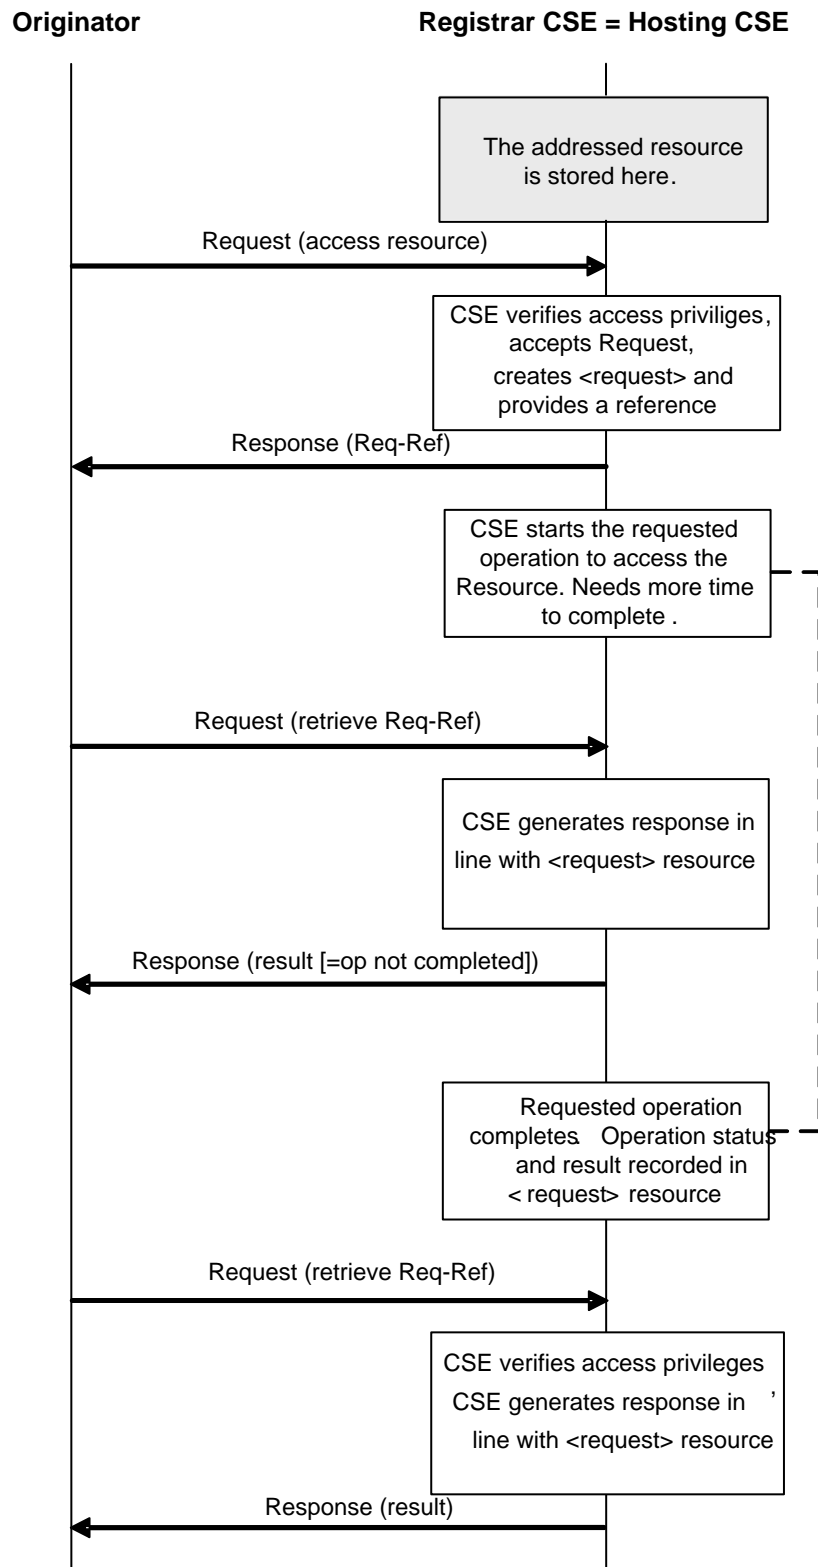 Originator
Registrar CSE = Hosting CSE
The addressed resource
is stored here.
Request (access resource)
CSE verifies access priviliges,
accepts Request,
creates <request> and
provides a reference
Response (Req-Ref)
CSE starts the requested
operation to access the
Resource. Needs more time
to complete .
Request (retrieve Req-Ref)
CSE generates response in
line with <request> resource
Response (result [=op not completed])
Requested operation
completes. Operation status
and result recorded in
< request> resource
Request (retrieve Req-Ref)
CSE verifies access privileges
CSE generates response in ,
line with <request> resource
Response (result)